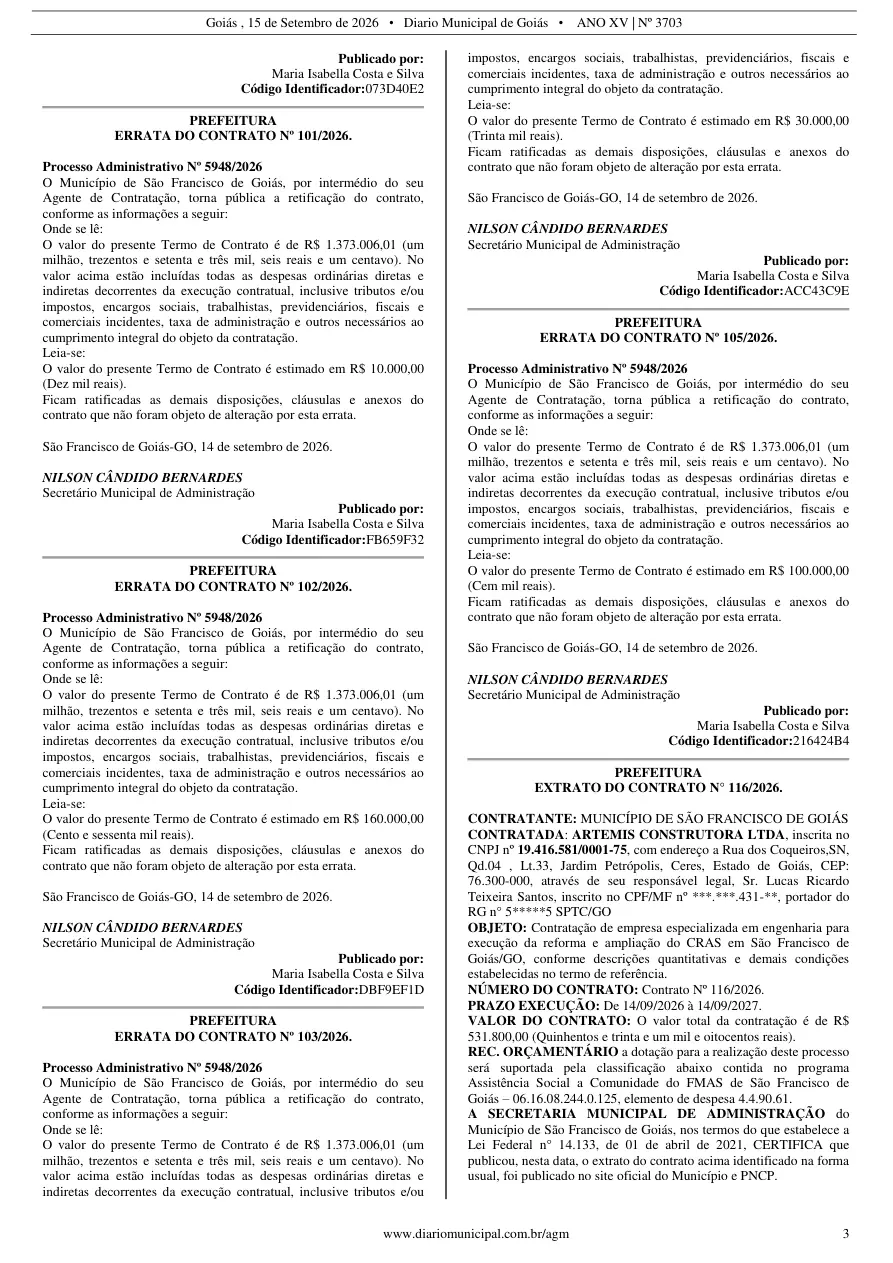 Goiás , 15 de Setembro de 2026 • Diario Municipal de Goiás • ANO XV | Nº 3703
Publicado por:
Maria Isabella Costa e Silva
Código Identificador:073D40E2
PREFEITURA
ERRATA DO CONTRATO Nº 101/2026.
Processo Administrativo Nº 5948/2026
O Município de São Francisco de Goiás, por intermédio do seu
Agente de Contratação, torna pública a retificação do contrato,
conforme as informações a seguir:
Onde se lê:
O valor do presente Termo de Contrato é de R$ 1.373.006,01 (um
milhão, trezentos e setenta e três mil, seis reais e um centavo). No
valor acima estão incluídas todas as despesas ordinárias diretas e
indiretas decorrentes da execução contratual, inclusive tributos e/ou
impostos, encargos sociais, trabalhistas, previdenciários, fiscais e
comerciais incidentes, taxa de administração e outros necessários ao
cumprimento integral do objeto da contratação.
Leia-se:
O valor do presente Termo de Contrato é estimado em R$ 10.000,00
(Dez mil reais).
Ficam ratificadas as demais disposições, cláusulas e anexos do
contrato que não foram objeto de alteração por esta errata.
São Francisco de Goiás-GO, 14 de setembro de 2026.
NILSON CÂNDIDO BERNARDES
Secretário Municipal de Administração
Publicado por:
Maria Isabella Costa e Silva
Código Identificador:FB659F32
PREFEITURA
ERRATA DO CONTRATO Nº 102/2026.
Processo Administrativo Nº 5948/2026
O Município de São Francisco de Goiás, por intermédio do seu
Agente de Contratação, torna pública a retificação do contrato,
conforme as informações a seguir:
Onde se lê:
O valor do presente Termo de Contrato é de R$ 1.373.006,01 (um
milhão, trezentos e setenta e três mil, seis reais e um centavo). No
valor acima estão incluídas todas as despesas ordinárias diretas e
indiretas decorrentes da execução contratual, inclusive tributos e/ou
impostos, encargos sociais, trabalhistas, previdenciários, fiscais e
comerciais incidentes, taxa de administração e outros necessários ao
cumprimento integral do objeto da contratação.
Leia-se:
O valor do presente Termo de Contrato é estimado em R$ 160.000,00
(Cento e sessenta mil reais).
Ficam ratificadas as demais disposições, cláusulas e anexos do
contrato que não foram objeto de alteração por esta errata.
São Francisco de Goiás-GO, 14 de setembro de 2026.
NILSON CÂNDIDO BERNARDES
Secretário Municipal de Administração
Publicado por:
Maria Isabella Costa e Silva
Código Identificador:DBF9EF1D
PREFEITURA
ERRATA DO CONTRATO Nº 103/2026.
Processo Administrativo Nº 5948/2026
O Município de São Francisco de Goiás, por intermédio do seu
Agente de Contratação, torna pública a retificação do contrato,
conforme as informações a seguir:
Onde se lê:
O valor do presente Termo de Contrato é de R$ 1.373.006,01 (um
milhão, trezentos e setenta e três mil, seis reais e um centavo). No
valor acima estão incluídas todas as despesas ordinárias diretas e
indiretas decorrentes da execução contratual, inclusive tributos e/ou
impostos, encargos sociais, trabalhistas, previdenciários, fiscais e
comerciais incidentes, taxa de administração e outros necessários ao
cumprimento integral do objeto da contratação.
Leia-se:
O valor do presente Termo de Contrato é estimado em R$ 30.000,00
(Trinta mil reais).
Ficam ratificadas as demais disposições, cláusulas e anexos do
contrato que não foram objeto de alteração por esta errata.
São Francisco de Goiás-GO, 14 de setembro de 2026.
NILSON CÂNDIDO BERNARDES
Secretário Municipal de Administração
Publicado por:
Maria Isabella Costa e Silva
Código Identificador:ACC43C9E
PREFEITURA
ERRATA DO CONTRATO Nº 105/2026.
Processo Administrativo Nº 5948/2026
O Município de São Francisco de Goiás, por intermédio do seu
Agente de Contratação, torna pública a retificação do contrato,
conforme as informações a seguir:
Onde se lê:
O valor do presente Termo de Contrato é de R$ 1.373.006,01 (um
milhão, trezentos e setenta e três mil, seis reais e um centavo). No
valor acima estão incluídas todas as despesas ordinárias diretas e
indiretas decorrentes da execução contratual, inclusive tributos e/ou
impostos, encargos sociais, trabalhistas, previdenciários, fiscais e
comerciais incidentes, taxa de administração e outros necessários ao
cumprimento integral do objeto da contratação.
Leia-se:
O valor do presente Termo de Contrato é estimado em R$ 100.000,00
(Cem mil reais).
Ficam ratificadas as demais disposições, cláusulas e anexos do
contrato que não foram objeto de alteração por esta errata.
São Francisco de Goiás-GO, 14 de setembro de 2026.
NILSON CÂNDIDO BERNARDES
Secretário Municipal de Administração
Publicado por:
Maria Isabella Costa e Silva
Código Identificador:216424B4
PREFEITURA
EXTRATO DO CONTRATO N° 116/2026.
CONTRATANTE: MUNICÍPIO DE SÃO FRANCISCO DE GOIÁS
CONTRATADA: ARTEMIS CONSTRUTORA LTDA, inscrita no
CNPJ nº 19.416.581/0001-75, com endereço a Rua dos Coqueiros,SN,
Qd.04 , Lt.33, Jardim Petrópolis, Ceres, Estado de Goiás, CEP:
76.300-000, através de seu responsável legal, Sr. Lucas Ricardo
Teixeira Santos, inscrito no CPF/MF nº ***.***.431-**, portador do
RG n° 5*****5 SPTC/GO
OBJETO: Contratação de empresa especializada em engenharia para
execução da reforma e ampliação do CRAS em São Francisco de
Goiás/GO, conforme descrições quantitativas e demais condições
estabelecidas no termo de referência.
NÚMERO DO CONTRATO: Contrato Nº 116/2026.
PRAZO EXECUÇÃO: De 14/09/2026 à 14/09/2027.
VALOR DO CONTRATO: O valor total da contratação é de R$
531.800,00 (Quinhentos e trinta e um mil e oitocentos reais).
REC. ORÇAMENTÁRIO a dotação para a realização deste processo
será suportada pela classificação abaixo contida no programa
Assistência Social a Comunidade do FMAS de São Francisco de
Goiás – 06.16.08.244.0.125, elemento de despesa 4.4.90.61.
A SECRETARIA MUNICIPAL DE ADMINISTRAÇÃO do
Município de São Francisco de Goiás, nos termos do que estabelece a
Lei Federal n° 14.133, de 01 de abril de 2021, CERTIFICA que
publicou, nesta data, o extrato do contrato acima identificado na forma
usual, foi publicado no site oficial do Município e PNCP.
www.diariomunicipal.com.br/agm
3